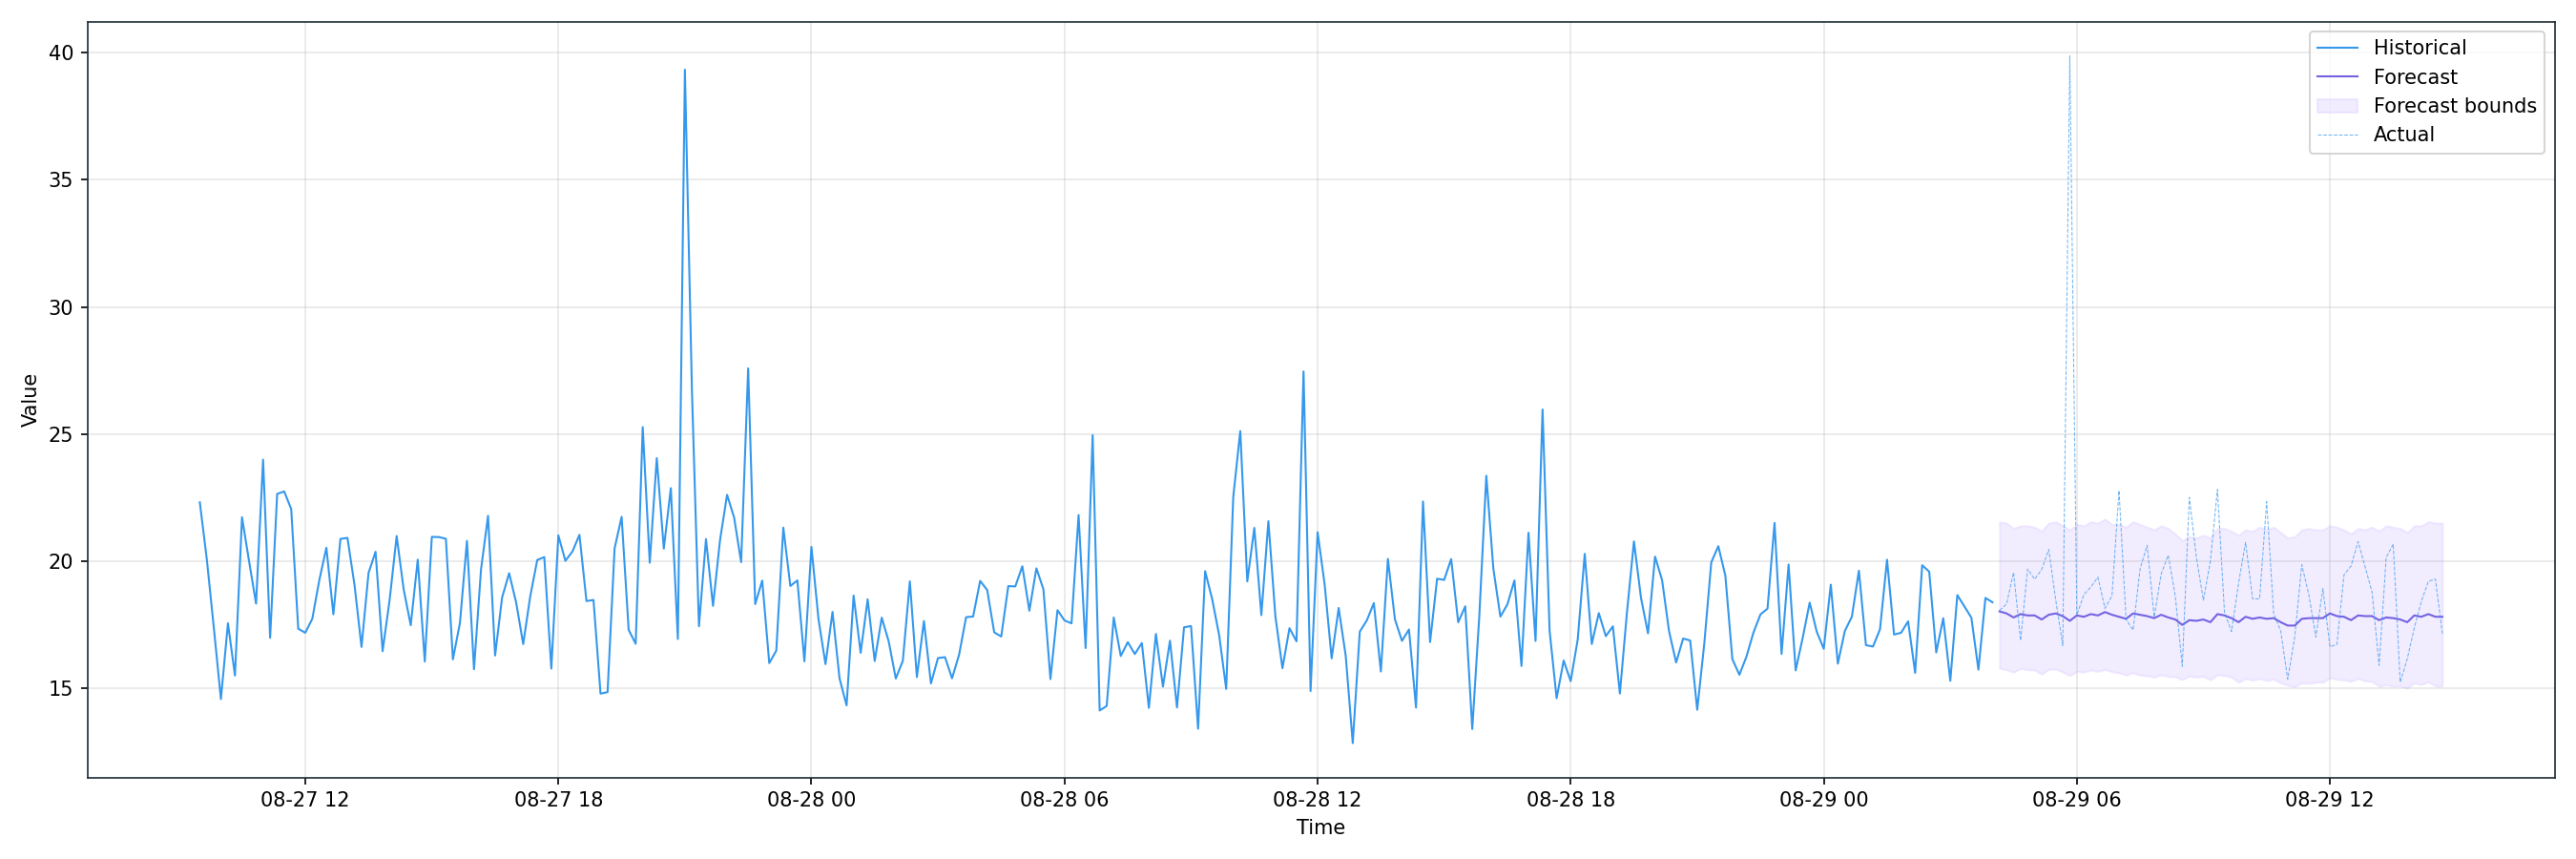 40
35
30
25
20
15
Value
08-27 12
08-27 18
08-28 00
08-28 06
08-28 12
08-28 18
08-29 00
08-29 06
08-29 12
Time
Historical
Forecast
Forecast bounds
Actual